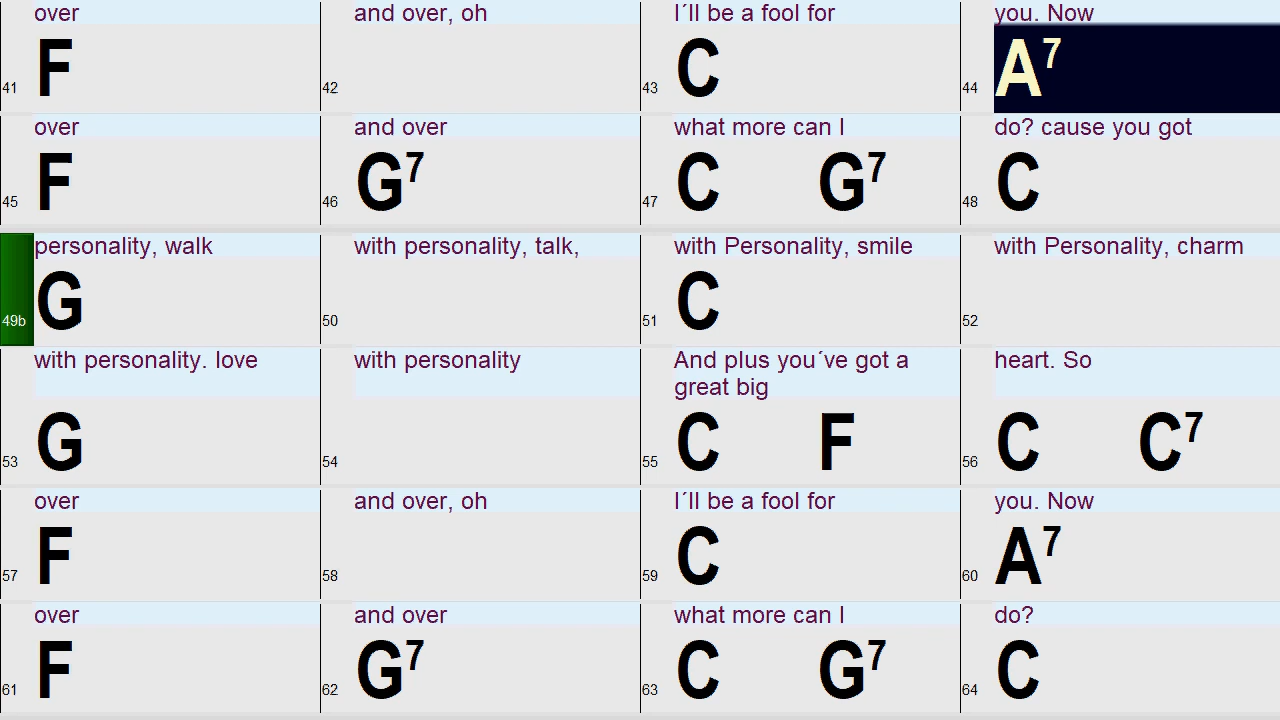 over and over, oh I´ll be a fool for you. Now
F C A7
41 42 43 44
over and over what more can I do? cause you got
F G7 C G7 C
45 46 47 48
personality, walk with personality, talk, with Personality, smile with Personality, charm
G C
49b 50 51 52
with personality. love with personality And plus you´ve got a heart. So
great big
G C F C C7
53 54 55 56
over and over, oh I´ll be a fool for you. Now
F C A7
57 58 59 60
over and over what more can I do?
F G7 C G7 C
61 62 63 64